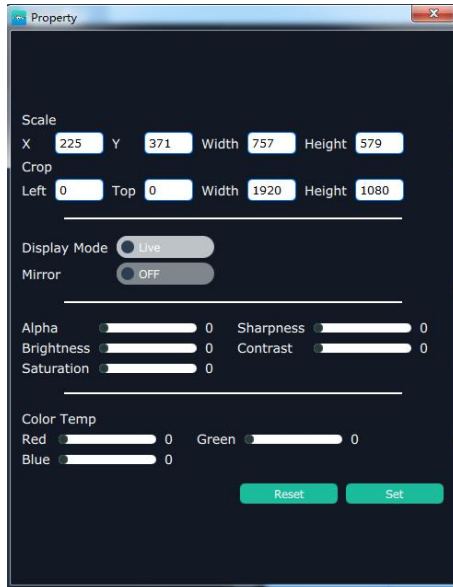 Property
Scale
X 225 Y 371 Width 757 Height 579
Crop
Left 0 Top 0 Width 1920 Height 1080
Display Mode Live
Mirror OFF
Alpha 0 Sharpness 0
Brightness 0 Contrast 0
Saturation 0
Color Temp
Red 0 Green 0
Blue 0
Reset Set